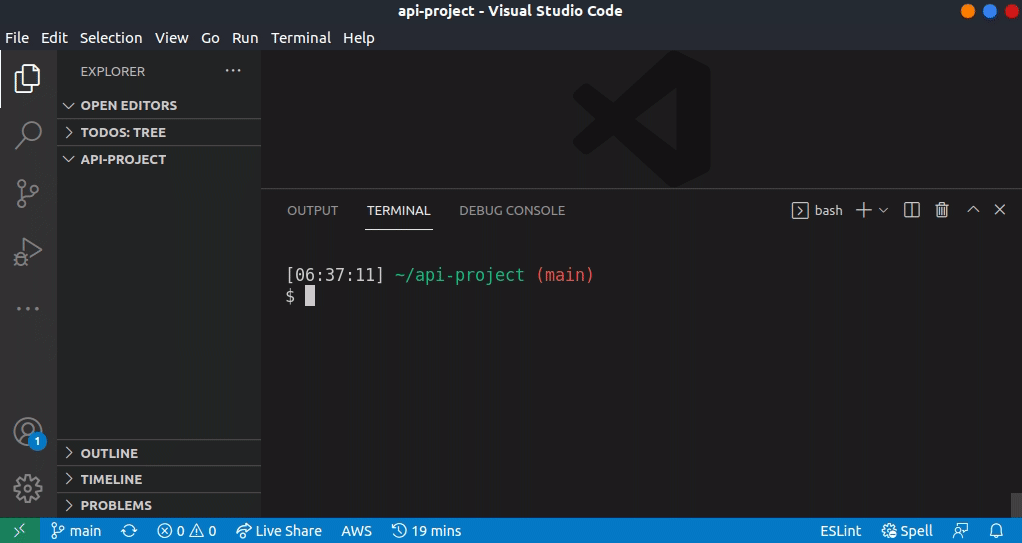 api-project - Visual Studio Code
File Edit Selection View Go Run Terminal Help
EXPLORER ···
OPEN EDITORS
TODOS: TREE
API-PROJECT
OUTLINE
TIMELINE
PROBLEMS
OUTPUT TERMINAL DEBUG CONSOLE bash
[06:37:11] ~/api-project (main)
$
1
main 0 0 Live Share AWS 19 mins ESLint Spell